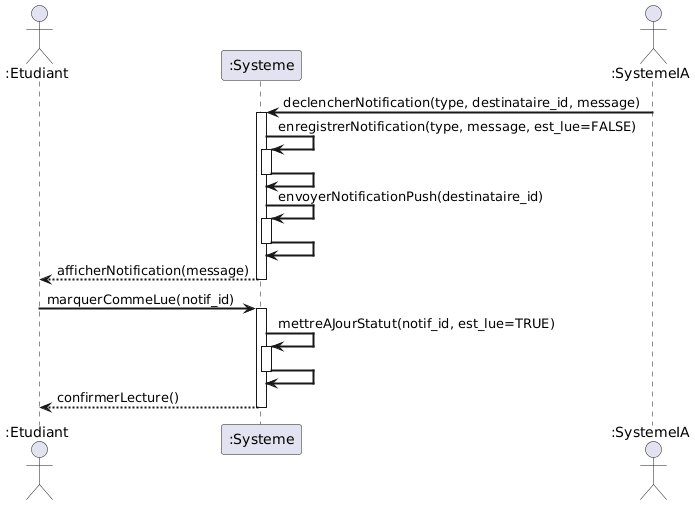 :Etudiant
:Systeme
:SystemeIA
declencherNotification(type, destinataire_id, message)
enregistrerNotification(type, message, est_lue=FALSE)
envoyerNotificationPush(destinataire_id)
afficherNotification(message)
marquerCommeLue(notif_id)
mettreAJourStatut(notif_id, est_lue=TRUE)
confirmerLecture()
:Etudiant
:Systeme
:SystemeIA